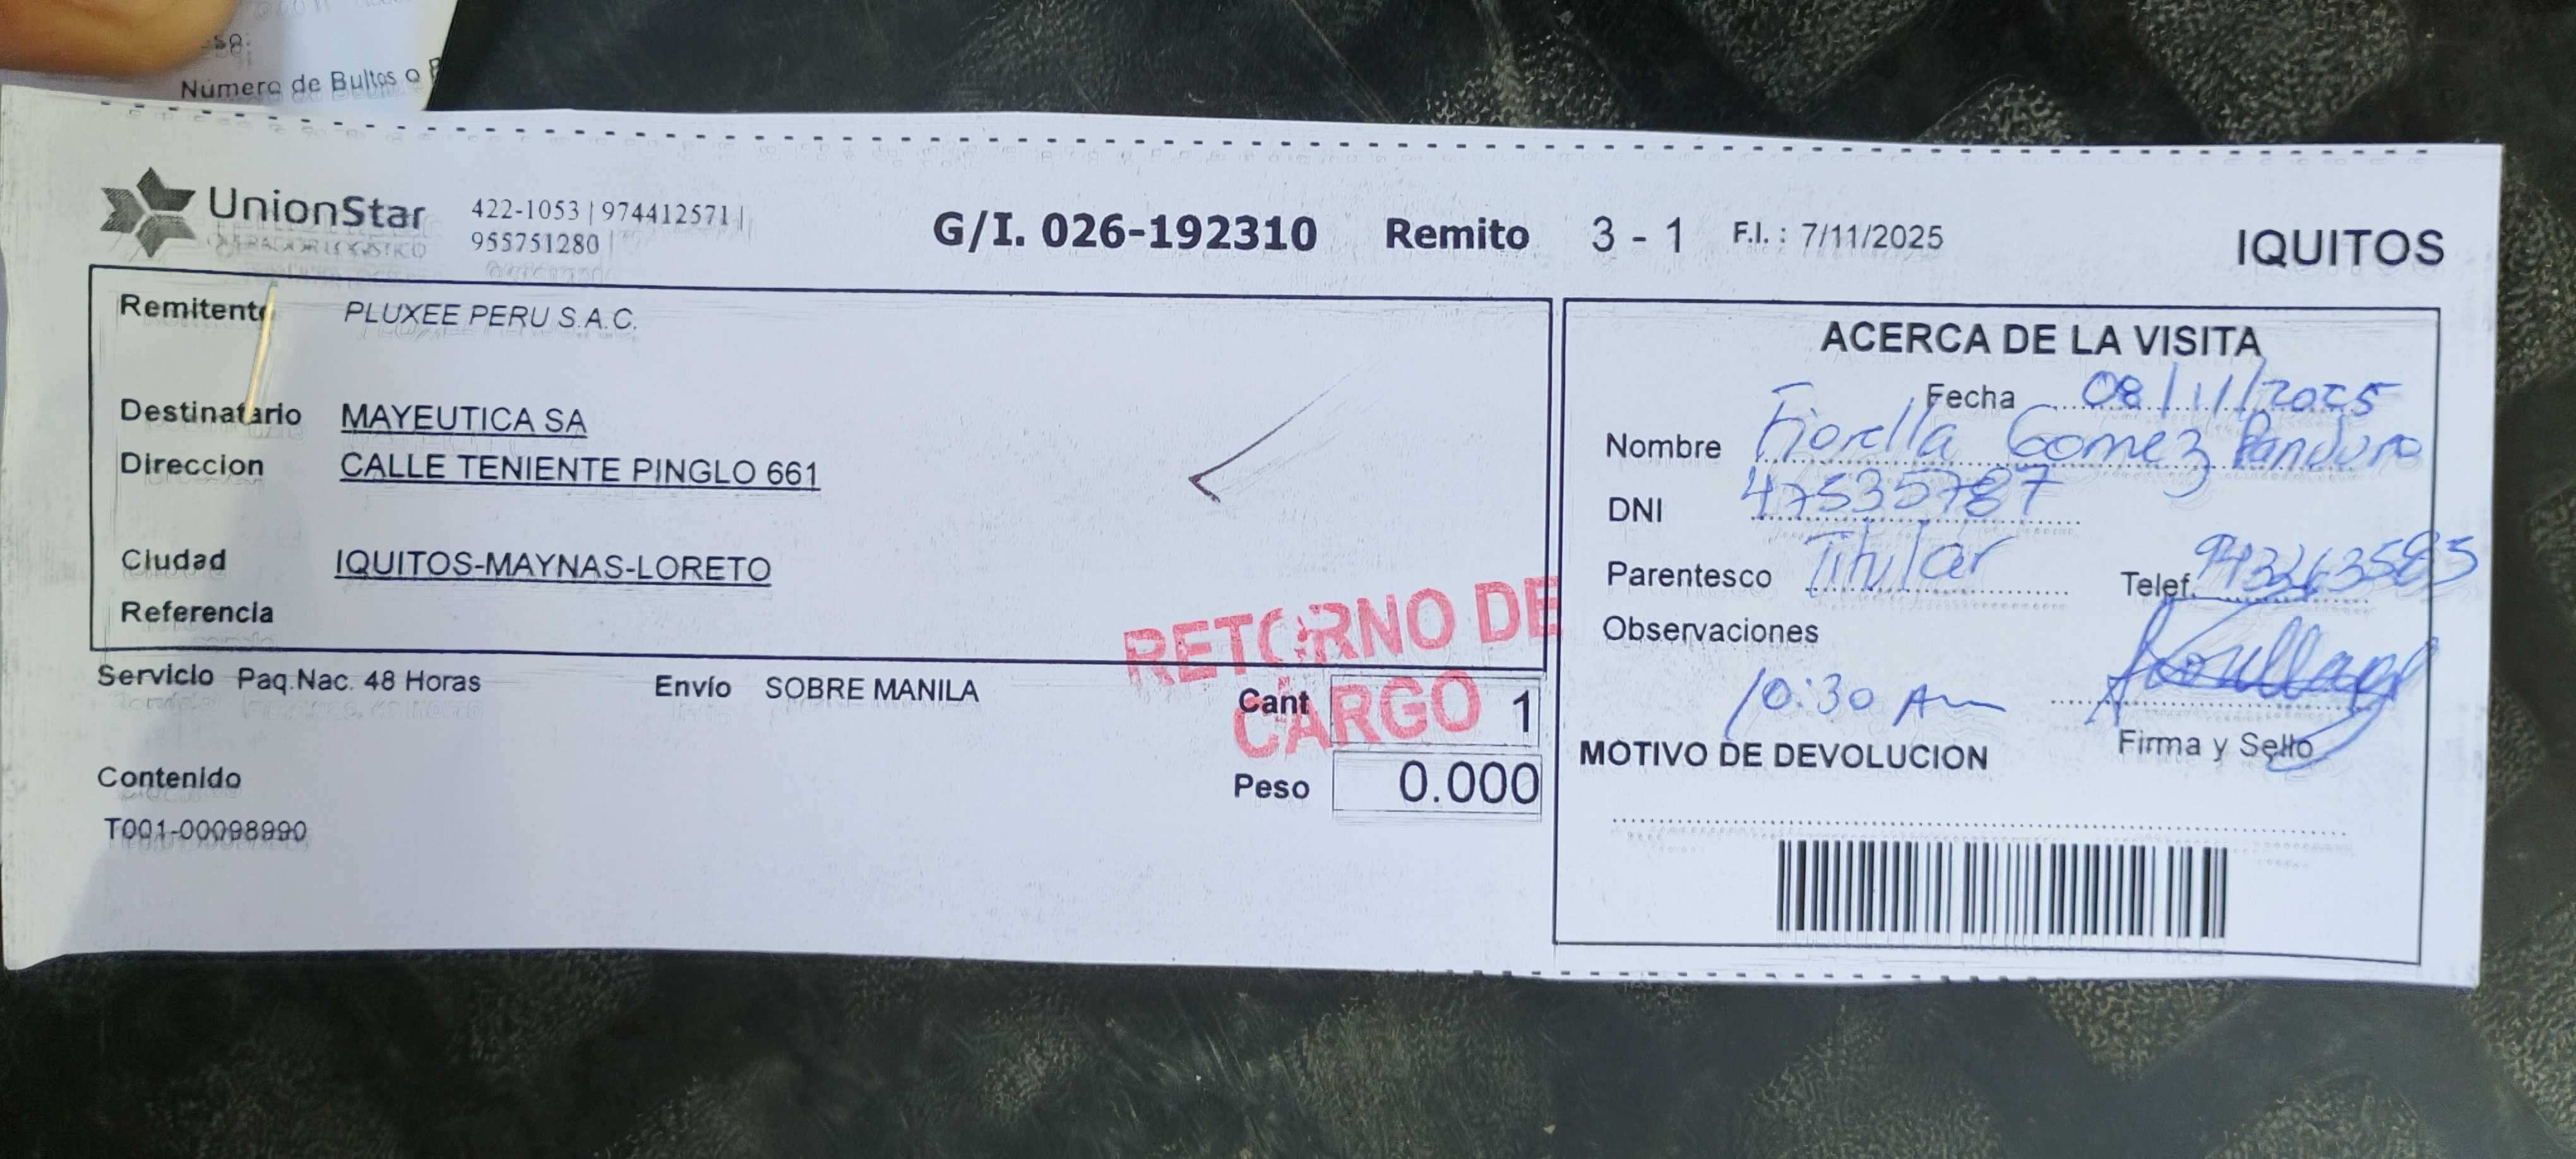 Número de Bultos o
UnionStar
OPERADOR LOGISTICO
422-1053 | 974412571 |
955751280 |
G/I. 026-192310 Remito 3 - 1 F.I. : 7/11/2025 IQUITOS
Remitente PLUXEE PERU S.A.C.
Destinatario MAYEUTICA SA
Direccion CALLE TENIENTE PINGLO 661
Ciudad IQUITOS-MAYNAS-LORETO
Referencia
RETORNO DE
CARGO
Servicio Paq.Nac. 48 Horas Envío SOBRE MANILA Cant 1
Peso 0.000
Contenido
T001-00098990
ACERCA DE LA VISITA
Fecha 08/11/2025
Nombre Fiorella Gomez Panduro
DNI 47535787
Parentesco Titular Telef.
Observaciones
10:30 Am
Firma y Sello
MOTIVO DE DEVOLUCION